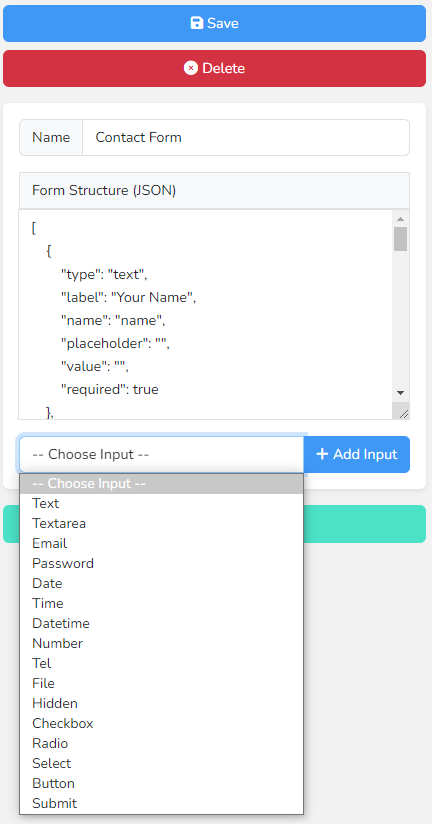 Save
Delete
Name Contact Form
Form Structure (JSON)
[
{
"type": "text",
"label": "Your Name",
"name": "name",
"placeholder": "",
"value": "",
"required": true
},
-- Choose Input -- Add Input
-- Choose Input --
Text
Textarea
Email
Password
Date
Time
Datetime
Number
Tel
File
Hidden
Checkbox
Radio
Select
Button
Submit